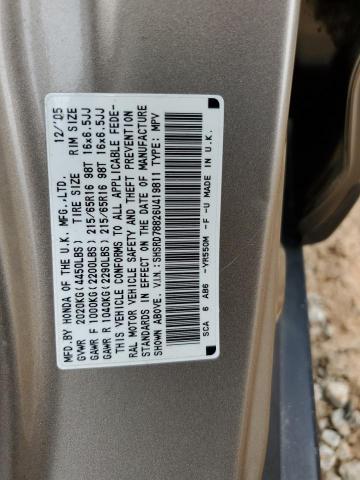 MFD.BY HONDA OF THE U.K. MFG.,LTD. 12/'05
GVWR 2020KG(4450LBS) TIRE SIZE RIM SIZE
GAWR F 1000KG(2200LBS)215/65R16 98T 16x6.5JJ
GAWR R 1040KG(2290LBS)215/65R16 98T 16x6.5JJ
THIS VEHICLE CONFORMS TO ALL APPLICABLE FEDE-
RAL MOTOR VEHICLE SAFETY AND THEFT PREVENTION
STANDARDS IN EFFECT ON THE DATE OF MANUFACTURE
SHOWN ABOVE. V.I.N:SHSRD78826U419811 TYPE: MPV
SCA 6 AB6 -YR550M -F -U MADE IN U.K.